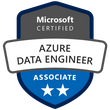 Microsoft
CERTIFIED
AZURE
DATA ENGINEER
ASSOCIATE